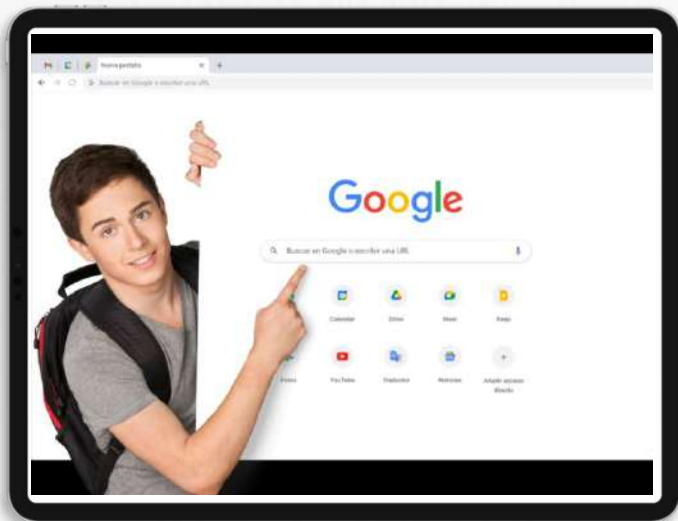 Nueva pestaña
Buscar en Google o escribir una URL
Google
Buscar en Google o escribir una URL
Calendar Drive Meet Keep
Fotos YouTube Traductor Noticias Añadir acceso
directo